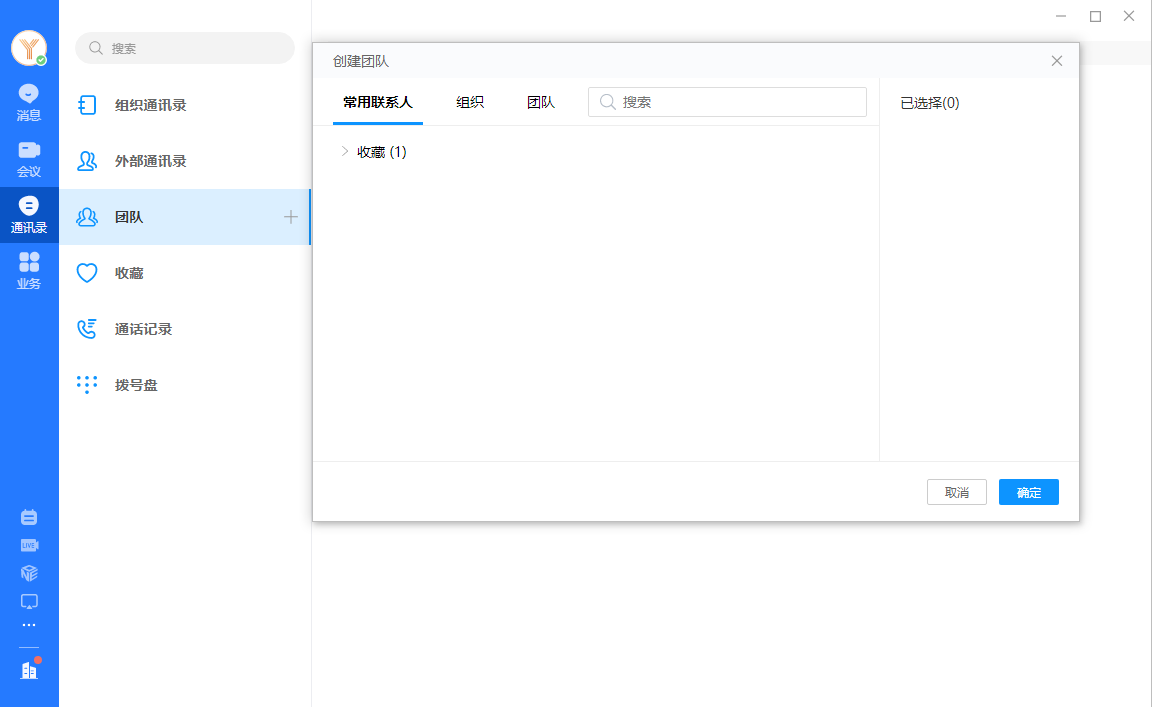 搜索
消息
会议
通讯录
业务
LIVE
组织通讯录
外部通讯录
团队
收藏
通话记录
拨号盘
创建团队
常用联系人 组织 团队 搜索
已选择(0)
收藏 (1)
取消 确定